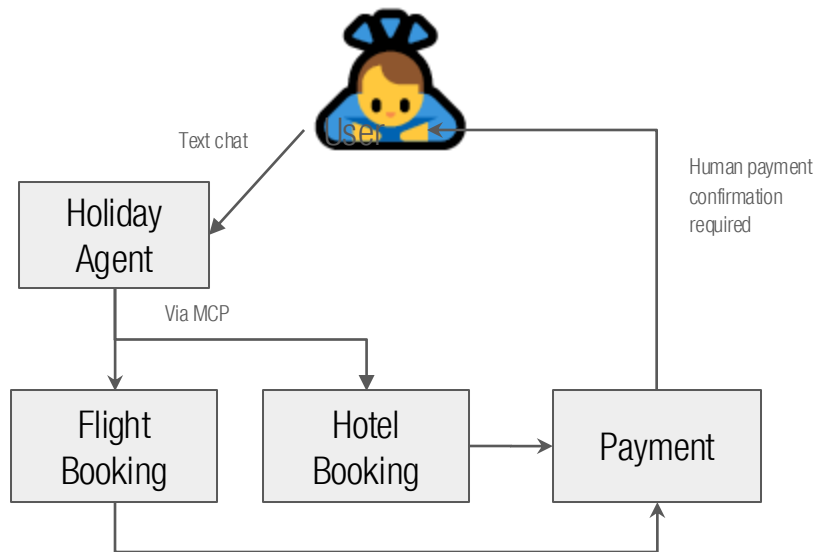 User
Text chat
Human payment
confirmation
required
Holiday
Agent
Via MCP
Flight
Booking
Hotel
Booking
Payment